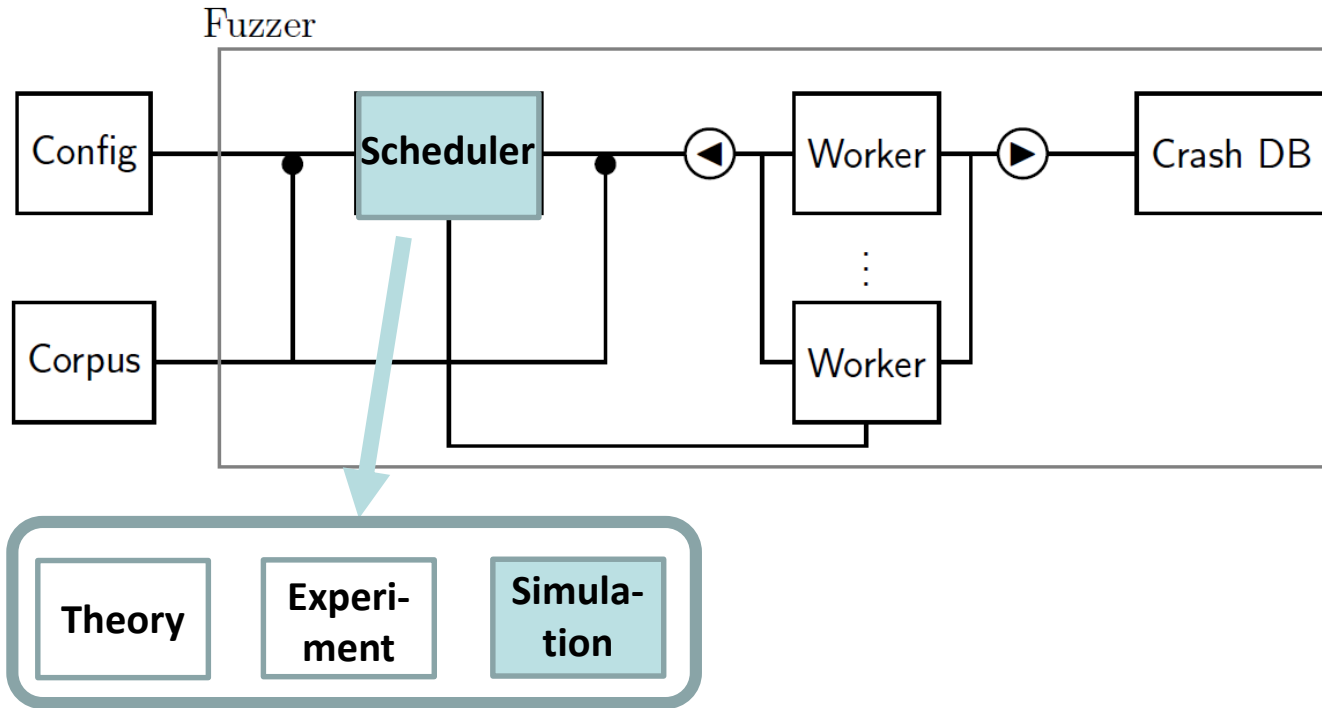 Fuzzer
Config
Scheduler
Worker
Crash DB
⋮
Corpus
Worker
Theory
Experi-
ment
Simula-
tion